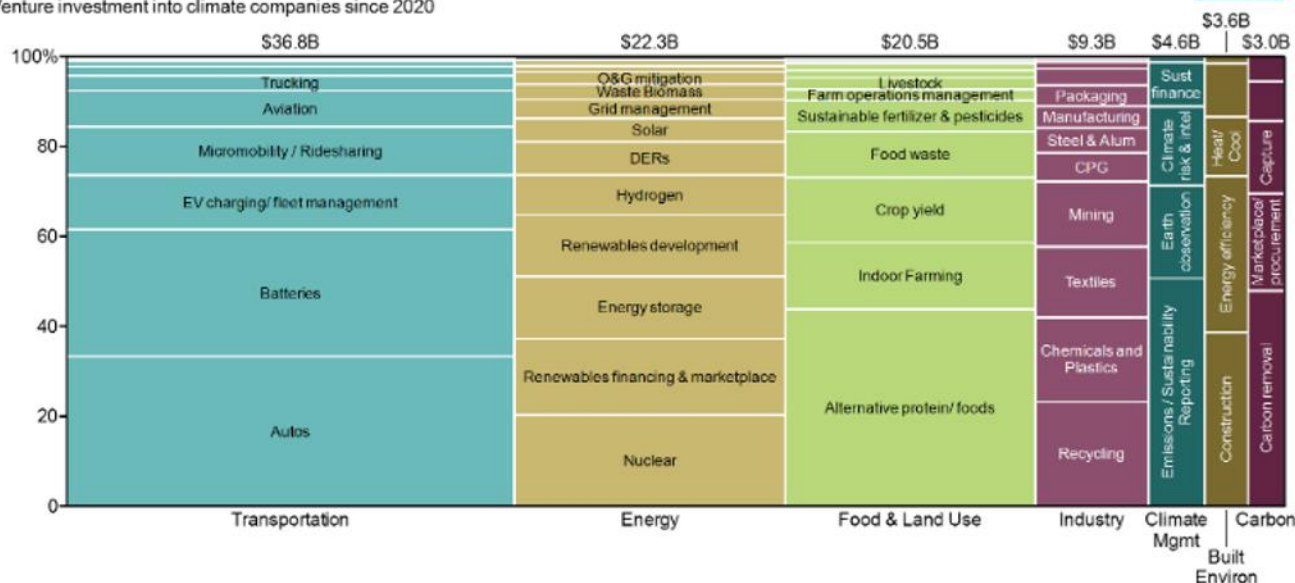 Venture investment into climate companies since 2020
$36.8B
$22.3B
$20.5B
$9.3B
$4.6B
$3.6B
$3.0B
100%
80
60
40
20
0
Trucking
Aviation
Micromobility / Ridesharing
EV charging/ fleet management
Batteries
Autos
O&G mitigation
Waste Biomass
Grid management
Solar
DERs
Hydrogen
Renewables development
Energy storage
Renewables financing & marketplace
Nuclear
Livestock
Farm operations management
Sustainable fertilizer & pesticides
Food waste
Crop yield
Indoor Farming
Alternative protein/ foods
Packaging
Manufacturing
Steel & Alum
CPG
Mining
Textiles
Chemicals and
Plastics
Recycling
Sust
finance
Climate
risk & intel
Earth
observation
Emissions / Sustainability
Reporting
Heat/
Cool
Energy efficiency
Construction
Capture
Marketplace/
procurement
Carbon removal
Transportation
Energy
Food & Land Use
Industry
Climate
Mgmt
Built
Environ
Carbon